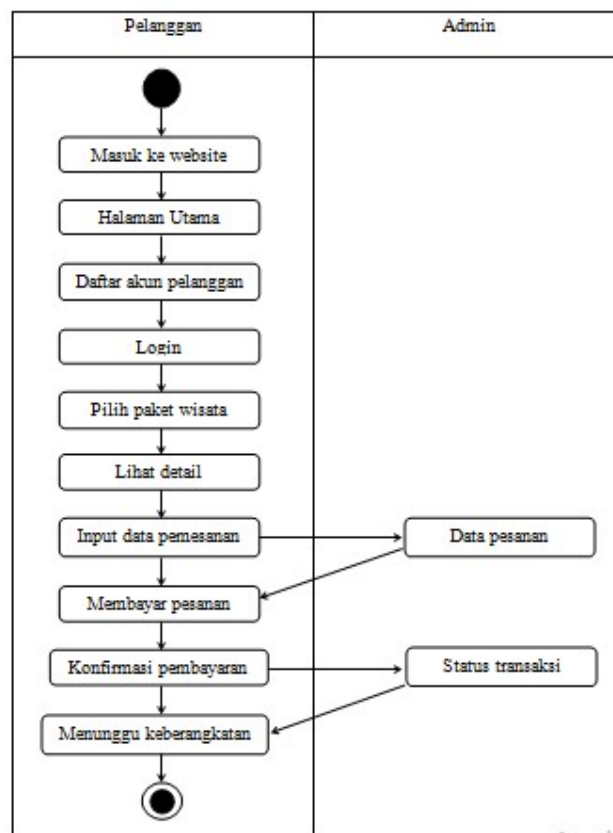 Pelanggan
Admin
Masuk ke website
Halaman Utama
Daftar akun pelanggan
Login
Pilih paket wisata
Lihat detail
Input data pemesanan
Data pesanan
Membayar pesanan
Konfirmasi pembayaran
Status transaksi
Menunggu keberangkatan